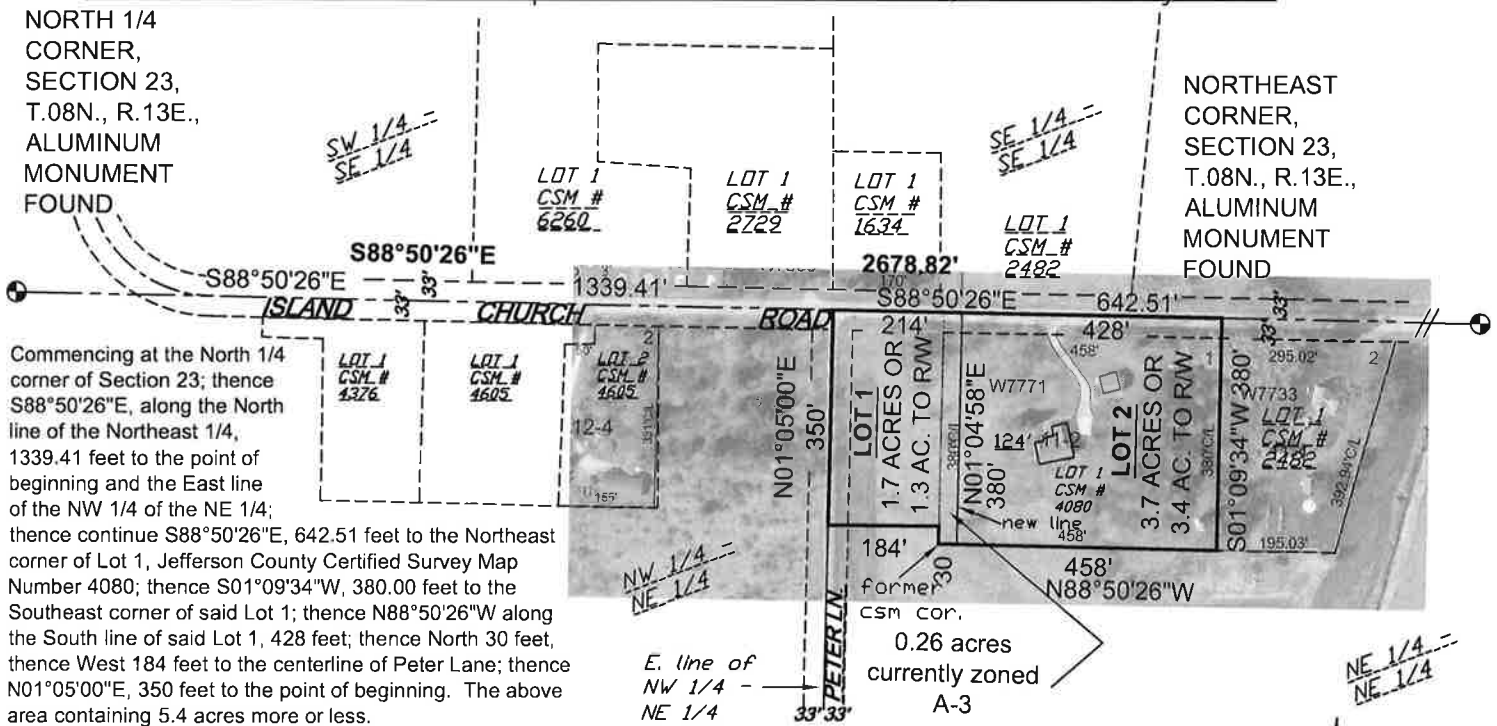 NORTH 1/4
CORNER,
SECTION 23,
T.08N., R.13E.,
ALUMINUM
MONUMENT
FOUND
SW 1/4 -
SE 1/4
SE 1/4 -
SE 1/4
NORTHEAST
CORNER,
SECTION 23,
T.08N., R.13E.,
ALUMINUM
MONUMENT
FOUND
LOT 1
CSM #
6260
LOT 1
CSM #
2729
LOT 1
CSM #
1634
LOT 1
CSM #
2482
S88°50'26"E
S88°50'26"E
2678.82'
1339.41'
170'
S88°50'26"E
642.51'
33'
33'
33'
33'
ISLAND CHURCH ROAD
LOT 1
CSM #
4376
LOT 1
CSM #
4605
2
LOT 2
CSM #
4605
12-4
155'
N01°05'00"E
350'
214'
LOT 1
1.7 ACRES OR
1.3 AC. TO R/W
380'C/L
N01°04'58"E
380'
428'
458'
W7771
1
124'
LOT 1
CSM #
4080
LOT 2
3.7 ACRES OR
3.4 AC. TO R/W
380'C/L
new line
458'
S01°09'34"W 380'
295.02'
2
W7733
LOT 1
CSM #
2482
392.94'C/L
195.03'
184'
30
458'
N88°50'26"W
former
csm cor.
0.26 acres
currently zoned
A-3
NW 1/4 -
NE 1/4
PETER LN.
E. line of
NW 1/4 -
NE 1/4
33' 33'
NE 1/4 -
NE 1/4
Commencing at the North 1/4
corner of Section 23; thence
S88°50'26"E, along the North
line of the Northeast 1/4,
1339.41 feet to the point of
beginning and the East line
of the NW 1/4 of the NE 1/4;
thence continue S88°50'26"E, 642.51 feet to the Northeast
corner of Lot 1, Jefferson County Certified Survey Map
Number 4080; thence S01°09'34"W, 380.00 feet to the
Southeast corner of said Lot 1; thence N88°50'26"W along
the South line of said Lot 1, 428 feet; thence North 30 feet,
thence West 184 feet to the centerline of Peter Lane; thence
N01°05'00"E, 350 feet to the point of beginning. The above
area containing 5.4 acres more or less.